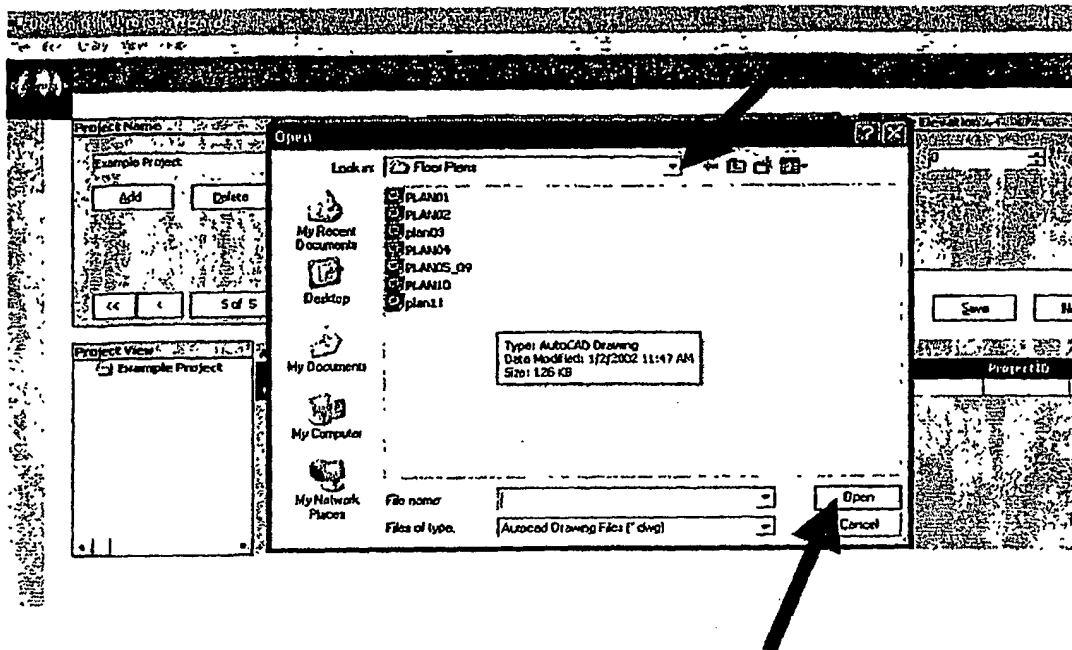 Project Name
Example Project
Add Delete
<< < 5 of 5
Project View
Example Project
Open
Look in: Floor Plans
My Recent Documents
Desktop
My Documents
My Computer
My Network Places
PLAN01
PLAN02
plan03
PLAN04
PLAN05_09
PLAN10
plan11
Type: AutoCAD Drawing
Date Modified: 1/2/2002 11:47 AM
Size: 126 KB
File name
Files of type. Autocad Drawing Files (*.dwg)
Open
Cancel
Elevation
0
Save
ProjectID